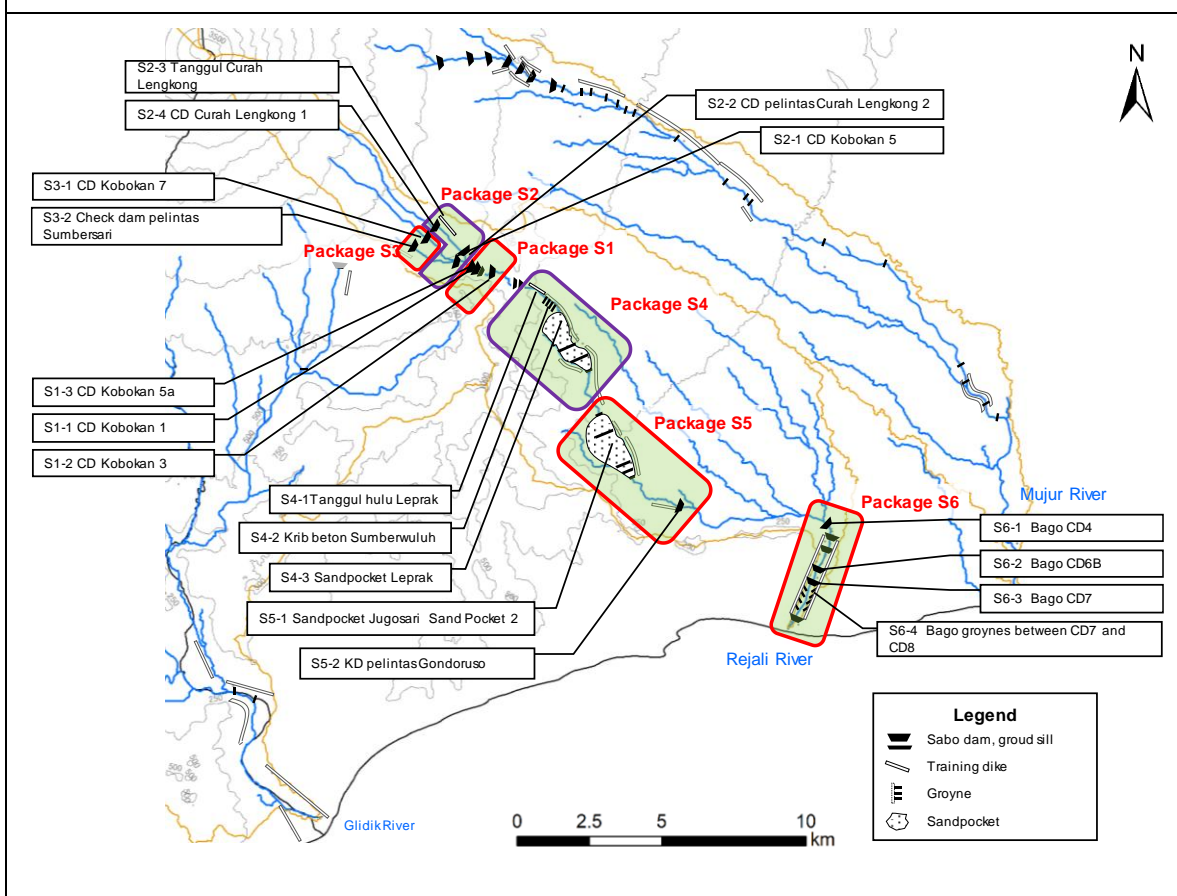 N
3500
S2-3 Tanggul Curah
Lengkong
S2-4 CD Curah Lengkong 1
S2-2 CD pelintasCurah Lengkong 2
S2-1 CD Kobokan 5
S3-1 CD Kobokan 7
S3-2 Check dam pelintas
Sumbersari
Package S2
Package S3
Package S1
Package S4
S1-3 CD Kobokan 5a
S1-1 CD Kobokan 1
S1-2 CD Kobokan 3
Package S5
S4-1Tanggul hulu Leprak
S4-2 Krib beton Sumberwuluh
S4-3 Sandpocket Leprak
S5-1 Sandpocket Jugosari Sand Pocket 2
S5-2 KD pelintasGondoruso
Package S6
Mujur River
S6-1 Bago CD4
S6-2 Bago CD6B
S6-3 Bago CD7
S6-4 Bago groynes between CD7 and
CD8
Rejali River
250
250
Legend
Sabo dam, groud sill
Training dike
Groyne
Sandpocket
GlidikRiver
0 2.5 5 10
km